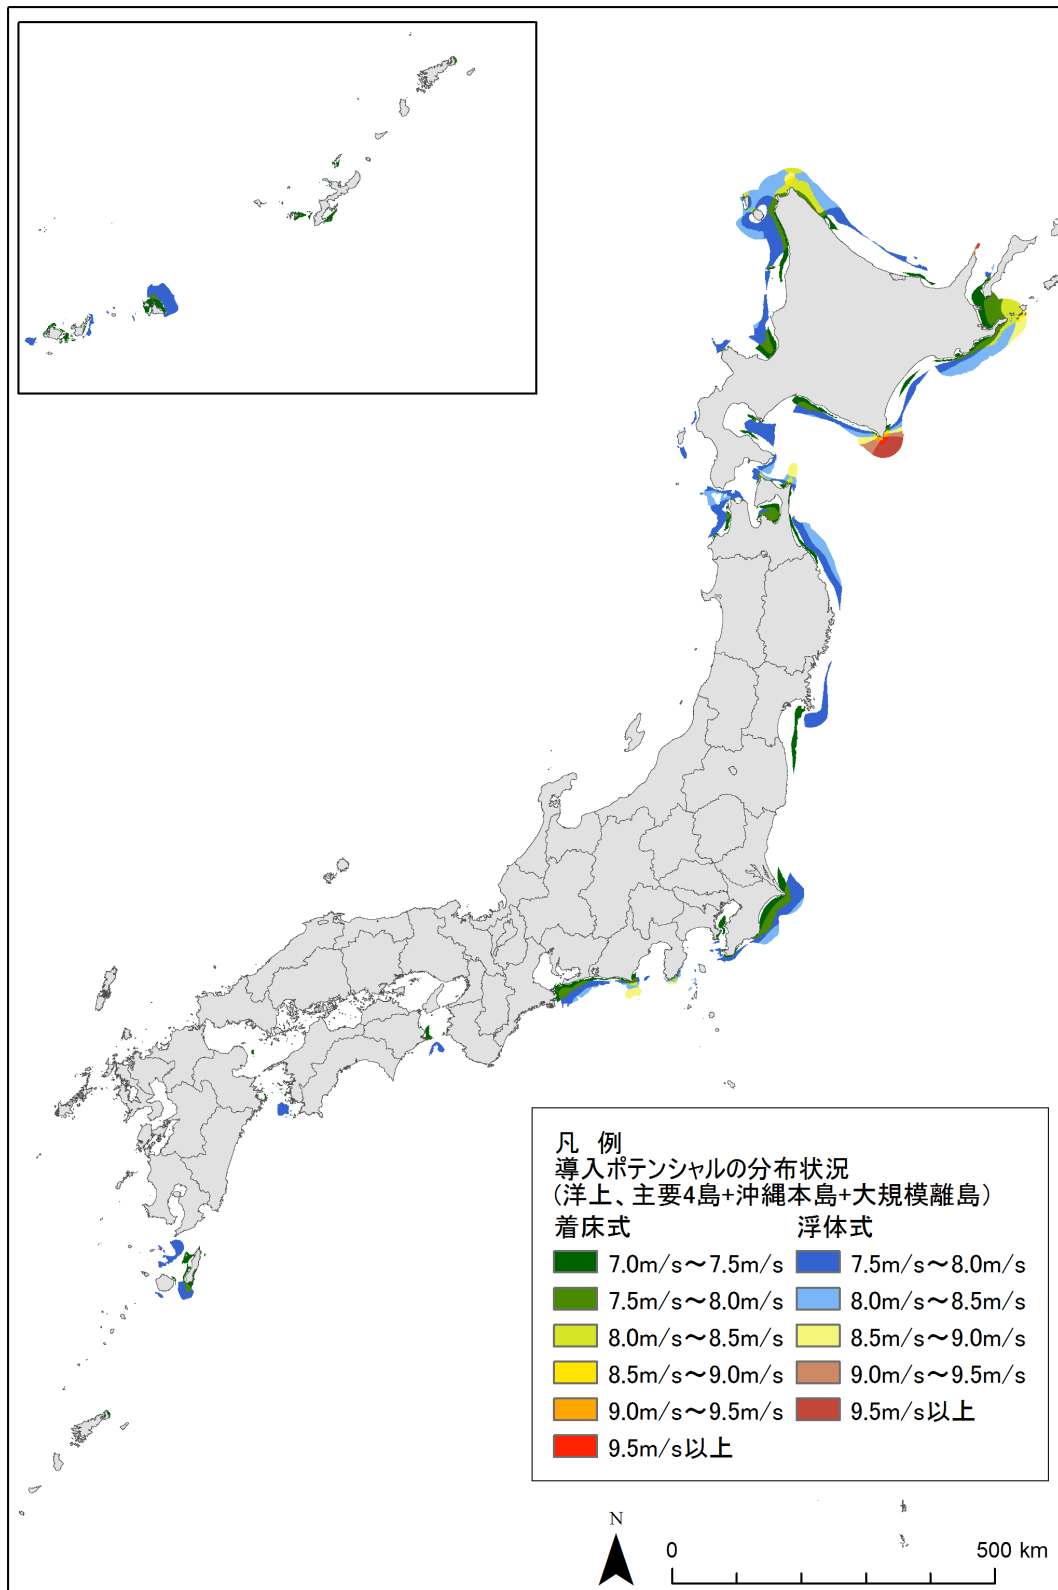 凡 例
導入ポテンシャルの分布状況
(洋上、主要4島+沖縄本島+大規模離島)
着床式 浮体式
7.0m/s～7.5m/s 7.5m/s～8.0m/s
7.5m/s～8.0m/s 8.0m/s～8.5m/s
8.0m/s～8.5m/s 8.5m/s～9.0m/s
8.5m/s～9.0m/s 9.0m/s～9.5m/s
9.0m/s～9.5m/s 9.5m/s以上
9.5m/s以上
N
0 500 km